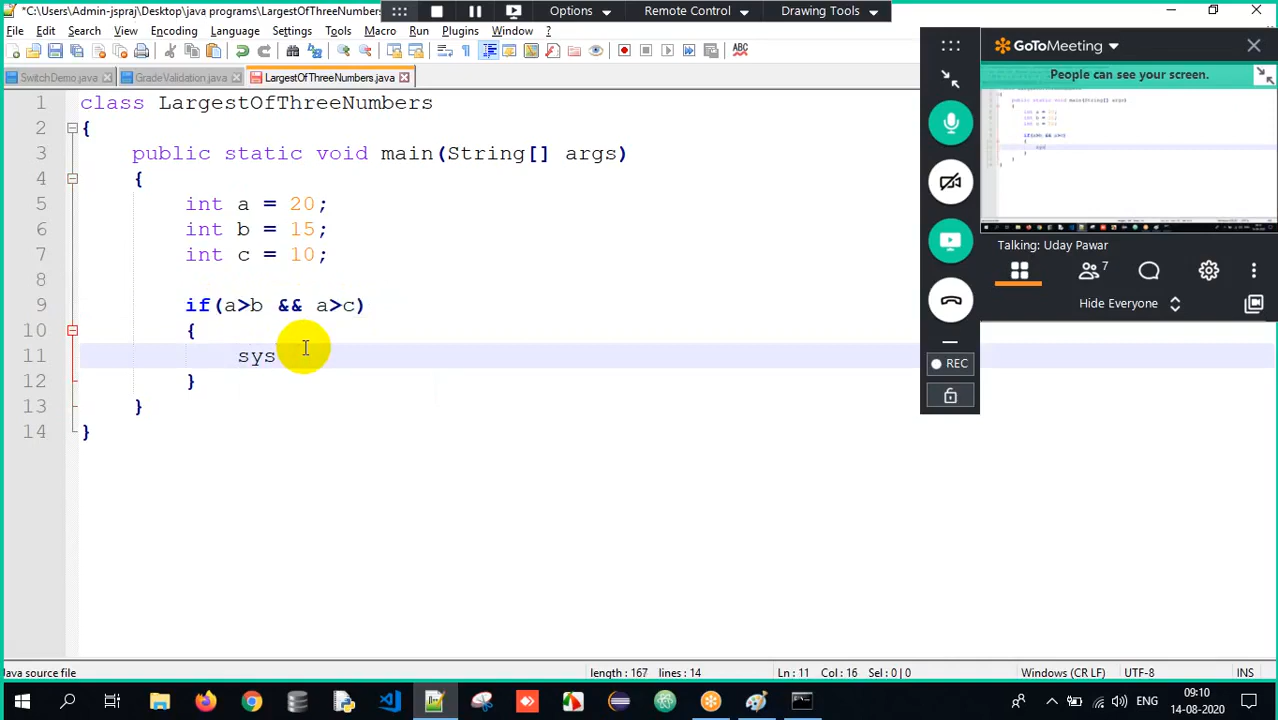 *C:\Users\Admin-jspraj\Desktop\java programs\LargestOfThreeNumbers.
Options
Remote Control
Drawing Tools
File Edit Search View Encoding Language Settings Tools Macro Run Plugins Window ?
SwitchDemo.java GradeValidation.java LargestOfThreeNumbers.java
1 class LargestOfThreeNumbers
2 {
3 public static void main(String[] args)
4 {
5 int a = 20;
6 int b = 15;
7 int c = 10;
8
9 if(a>b && a>c)
10 {
11 sys
12 }
13 }
14 }
GoToMeeting
People can see your screen.
Talking: Uday Pawar
7
Hide Everyone
REC
Java source file length : 167 lines : 14 Ln : 11 Col : 16 Sel : 0 | 0 Windows (CR LF) UTF-8 INS
ENG
09:10
14-08-2020